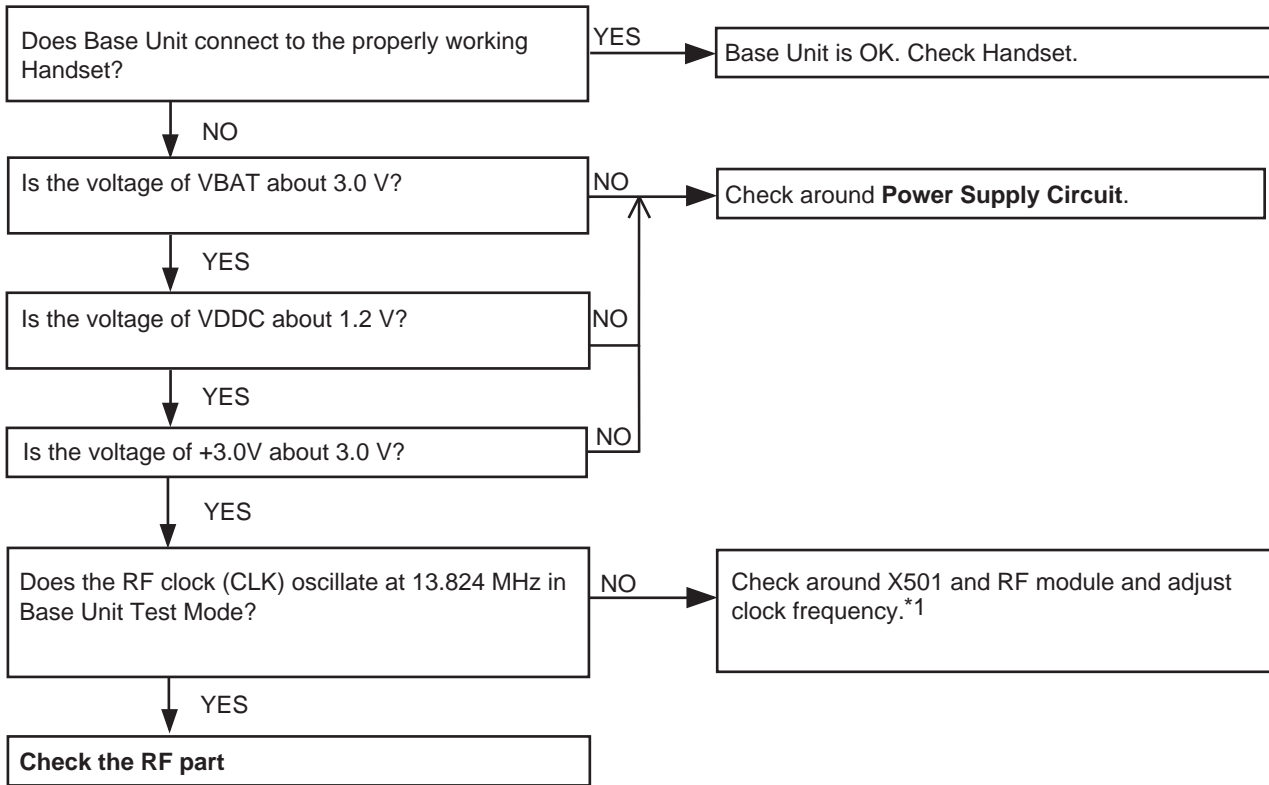 Does Base Unit connect to the properly working
Handset?
YES
Base Unit is OK. Check Handset.
NO
Is the voltage of VBAT about 3.0 V?
NO
Check around Power Supply Circuit.
YES
Is the voltage of VDDC about 1.2 V?
NO
YES
Is the voltage of +3.0V about 3.0 V?
NO
YES
Does the RF clock (CLK) oscillate at 13.824 MHz in
Base Unit Test Mode?
NO
Check around X501 and RF module and adjust
clock frequency.*1
YES
Check the RF part